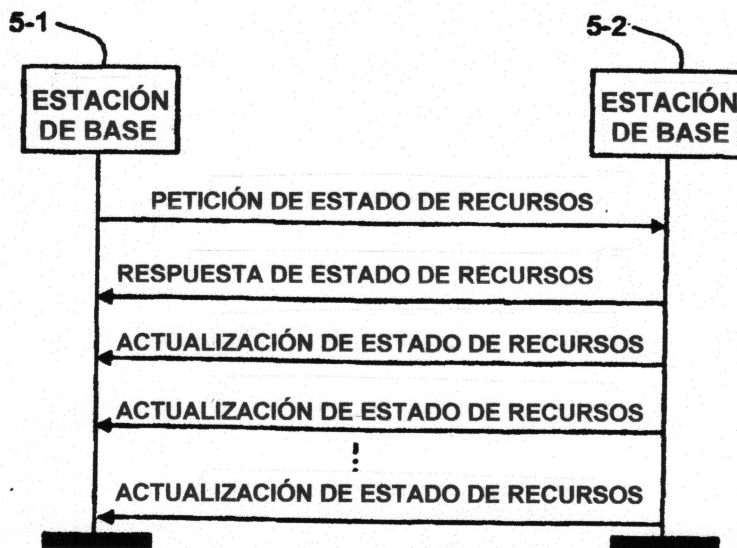 5-1
5-2
ESTACIÓN
DE BASE
ESTACIÓN
DE BASE
PETICIÓN DE ESTADO DE RECURSOS
RESPUESTA DE ESTADO DE RECURSOS
ACTUALIZACIÓN DE ESTADO DE RECURSOS
ACTUALIZACIÓN DE ESTADO DE RECURSOS
ACTUALIZACIÓN DE ESTADO DE RECURSOS